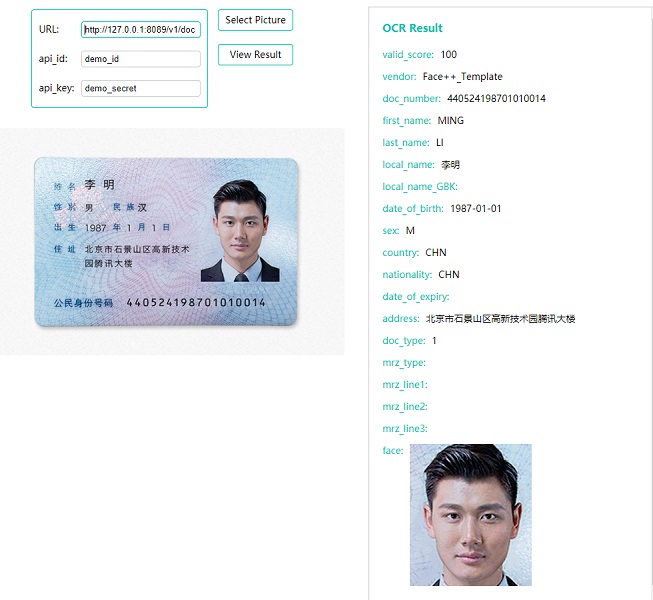 URL: http://127.0.0.1:8089/v1/doc
api_id: demo_id
api_key: demo_secret
Select Picture
View Result
姓 名 李 明
性 别 男 民 族 汉
出 生 1987 年 1 月 1 日
住 址 北京市石景山区高新技术
园腾讯大楼
公民身份号码 440524198701010014
OCR Result
valid_score: 100
vendor: Face++_Template
doc_number: 440524198701010014
first_name: MING
last_name: LI
local_name: 李明
local_name_GBK:
date_of_birth: 1987-01-01
sex: M
country: CHN
nationality: CHN
date_of_expiry:
address: 北京市石景山区高新技术园腾讯大楼
doc_type: 1
mrz_type:
mrz_line1:
mrz_line2:
mrz_line3:
face: